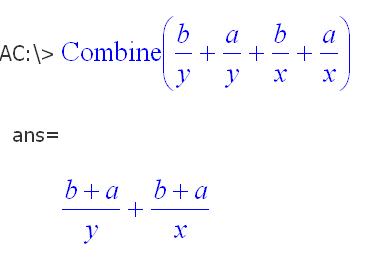 AC:\> Combine(b/y + a/y + b/x + a/x)
ans=
(b+a)/y + (b+a)/x